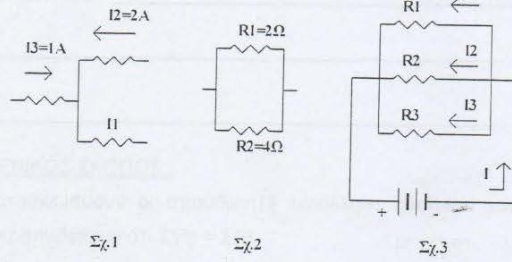 I2=2A
I3=1A
I1
R1=2Ω
R2=4Ω
R1
R2
I2
R3
I3
I
+
-
Σχ.1
Σχ.2
Σχ.3